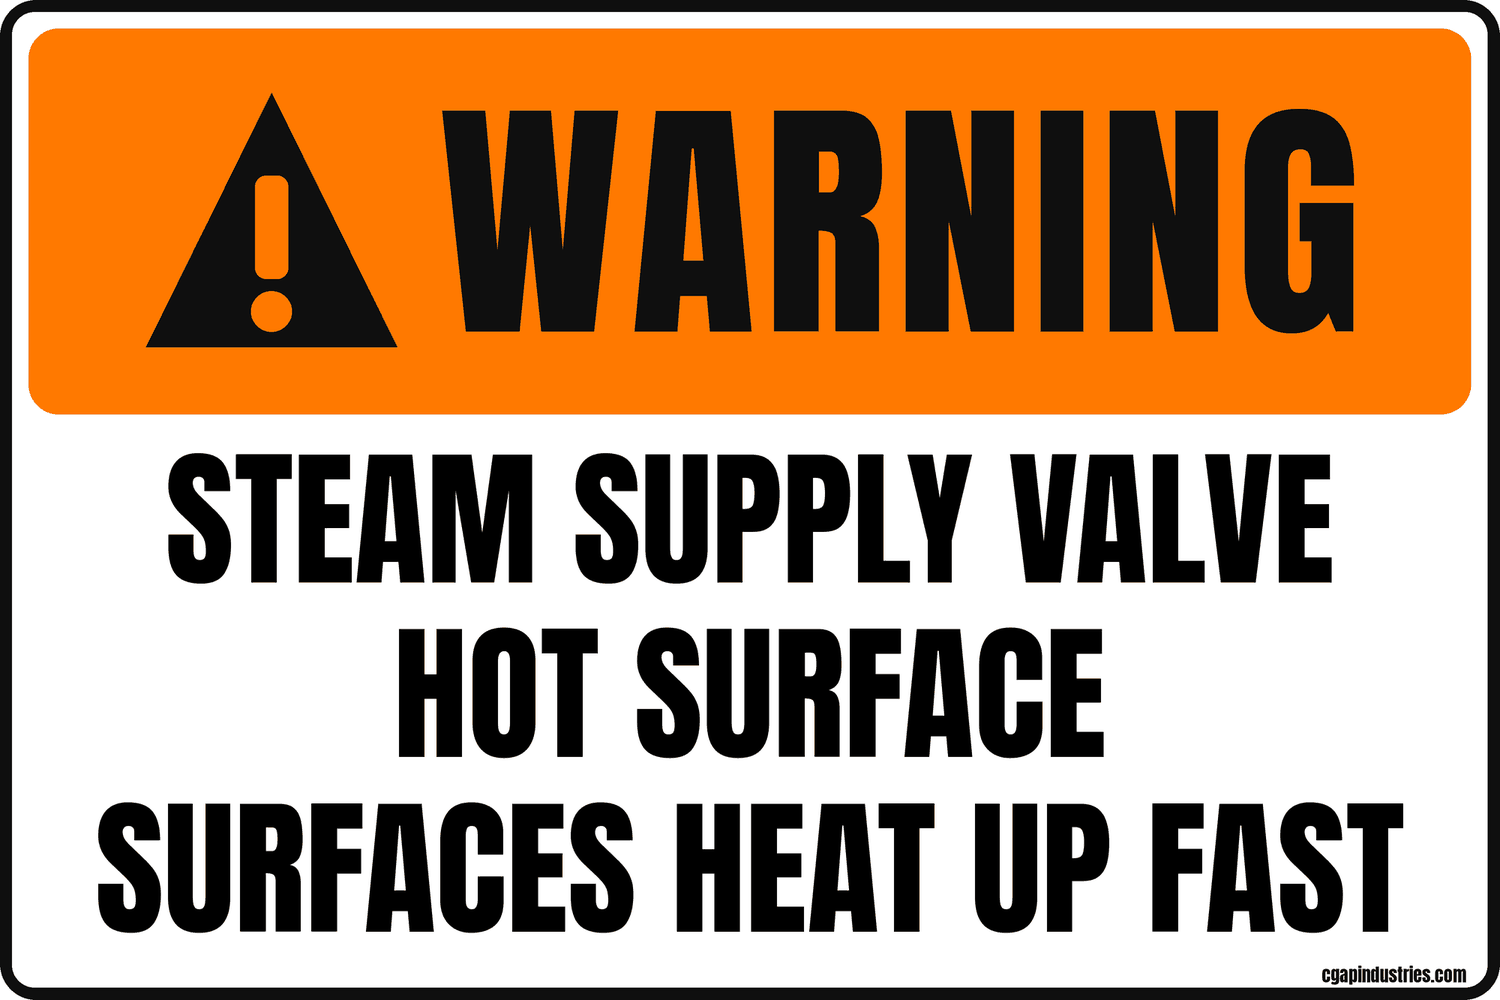 WARNING
STEAM SUPPLY VALVE
HOT SURFACE
SURFACES HEAT UP FAST
cgapindustries.com